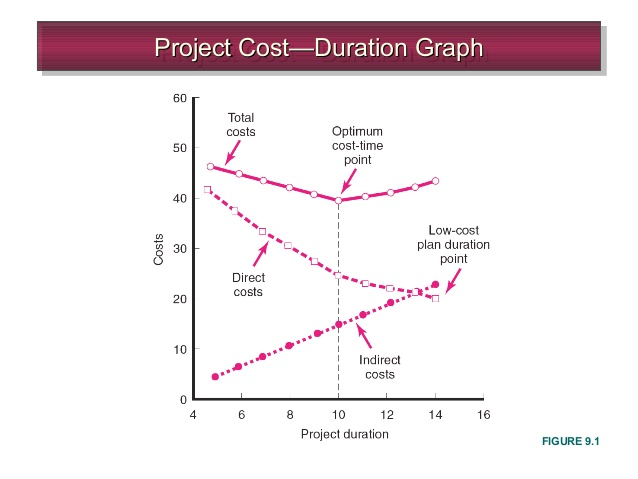 Project Cost—Duration Graph
60
50
40
30
20
10
0
Costs
Total
costs
Optimum
cost-time
point
Low-cost
plan duration
point
Direct
costs
Indirect
costs
4 6 8 10 12 14 16
Project duration
FIGURE 9.1